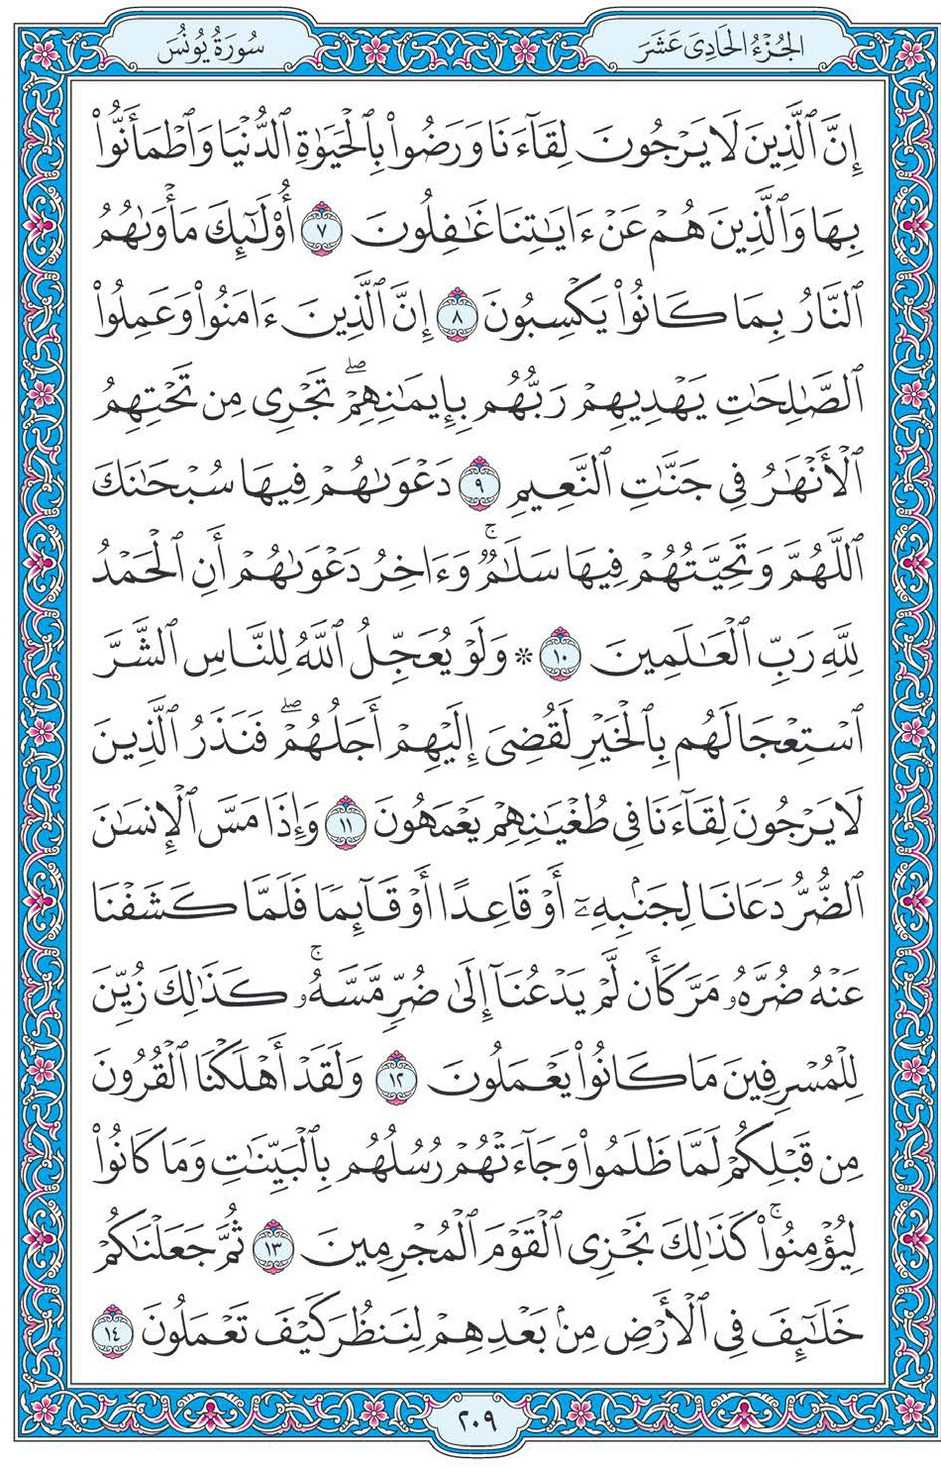 الجُزْءُ الحَادِىَ عَشَرَ
سُورَةُ يُونُسَ
إِنَّ ٱلَّذِينَ لَا يَرْجُونَ لِقَآءَنَا وَرَضُوا۟ بِٱلْحَيَوٰةِ ٱلدُّنْيَا وَٱطْمَأَنُّوا۟
بِهَا وَٱلَّذِينَ هُمْ عَنْ ءَايَـٰتِنَا غَـٰفِلُونَ ٧ أُو۟لَـٰٓئِكَ مَأْوَىٰهُمُ
ٱلنَّارُ بِمَا كَانُوا۟ يَكْسِبُونَ ٨ إِنَّ ٱلَّذِينَ ءَامَنُوا۟ وَعَمِلُوا۟
ٱلصَّـٰلِحَـٰتِ يَهْدِيهِمْ رَبُّهُم بِإِيمَـٰنِهِمْ ۖ تَجْرِى مِن تَحْتِهِمُ
ٱلْأَنْهَـٰرُ فِى جَنَّـٰتِ ٱلنَّعِيمِ ٩ دَعْوَىٰهُمْ فِيهَا سُبْحَـٰنَكَ
ٱللَّهُمَّ وَتَحِيَّتُهُمْ فِيهَا سَلَـٰمٌ ۚ وَءَاخِرُ دَعْوَىٰهُمْ أَنِ ٱلْحَمْدُ
لِلَّهِ رَبِّ ٱلْعَـٰلَمِينَ ١٠ * وَلَوْ يُعَجِّلُ ٱللَّهُ لِلنَّاسِ ٱلشَّرَّ
ٱسْتِعْجَالَهُم بِٱلْخَيْرِ لَقُضِىَ إِلَيْهِمْ أَجَلُهُمْ ۖ فَنَذَرُ ٱلَّذِينَ
لَا يَرْجُونَ لِقَآءَنَا فِى طُغْيَـٰنِهِمْ يَعْمَهُونَ ١١ وَإِذَا مَسَّ ٱلْإِنسَـٰنَ
ٱلضُّرُّ دَعَانَا لِجَنۢبِهِۦٓ أَوْ قَاعِدًا أَوْ قَآئِمًا فَلَمَّا كَشَفْنَا
عَنْهُ ضُرَّهُۥ مَرَّ كَأَن لَّمْ يَدْعُنَآ إِلَىٰ ضُرٍّ مَّسَّهُۥ ۚ كَذَٰلِكَ زُيِّنَ
لِلْمُسْرِفِينَ مَا كَانُوا۟ يَعْمَلُونَ ١٢ وَلَقَدْ أَهْلَكْنَا ٱلْقُرُونَ
مِن قَبْلِكُمْ لَمَّا ظَلَمُوا۟ وَجَآءَتْهُمْ رُسُلُهُم بِٱلْبَيِّنَـٰتِ وَمَا كَانُوا۟
لِيُؤْمِنُوا۟ ۚ كَذَٰلِكَ نَجْزِى ٱلْقَوْمَ ٱلْمُجْرِمِينَ ١٣ ثُمَّ جَعَلْنَـٰكُمْ
خَلَـٰٓئِفَ فِى ٱلْأَرْضِ مِنۢ بَعْدِهِمْ لِنَنظُرَ كَيْفَ تَعْمَلُونَ ١٤
٢٠٩